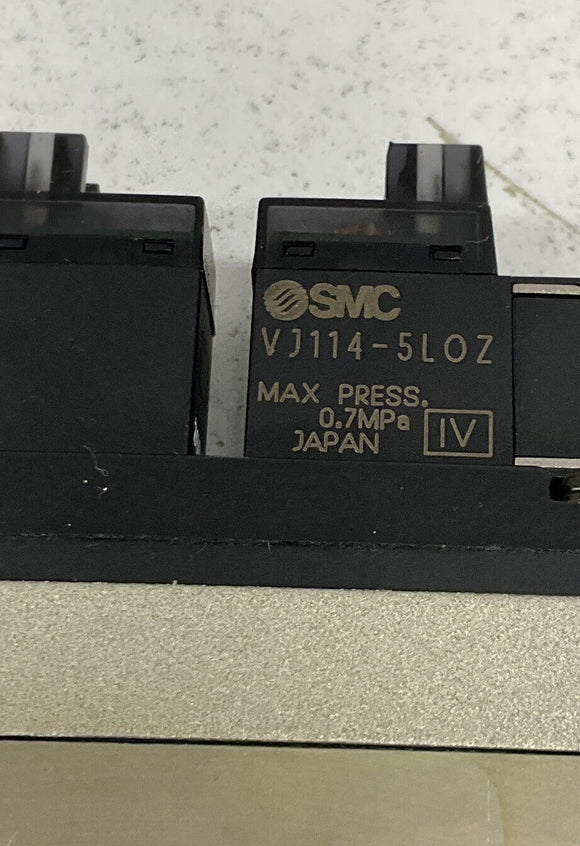 SMC
VJ114-5LOZ
MAX PRESS.
0.7MPa
JAPAN
IV